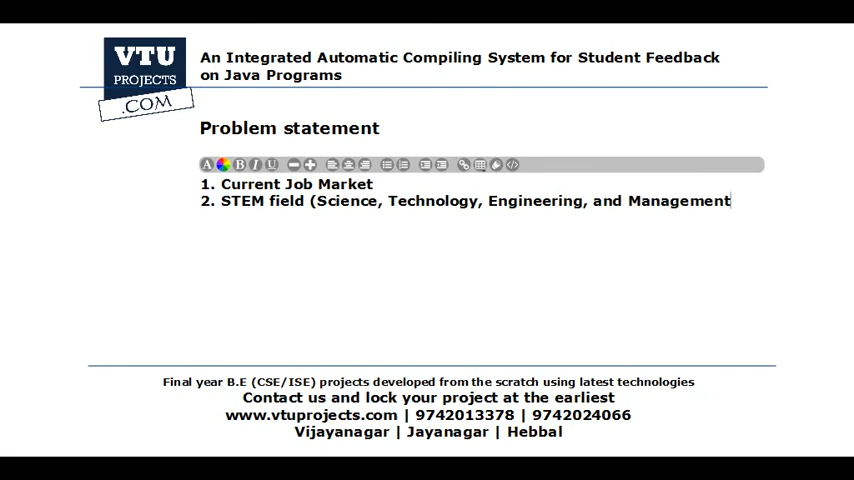 VTU
PROJECTS
.COM
An Integrated Automatic Compiling System for Student Feedback
on Java Programs
Problem statement
1. Current Job Market
2. STEM field (Science, Technology, Engineering, and Management
Final year B.E (CSE/ISE) projects developed from the scratch using latest technologies
Contact us and lock your project at the earliest
www.vtuprojects.com | 9742013378 | 9742024066
Vijayanagar | Jayanagar | Hebbal